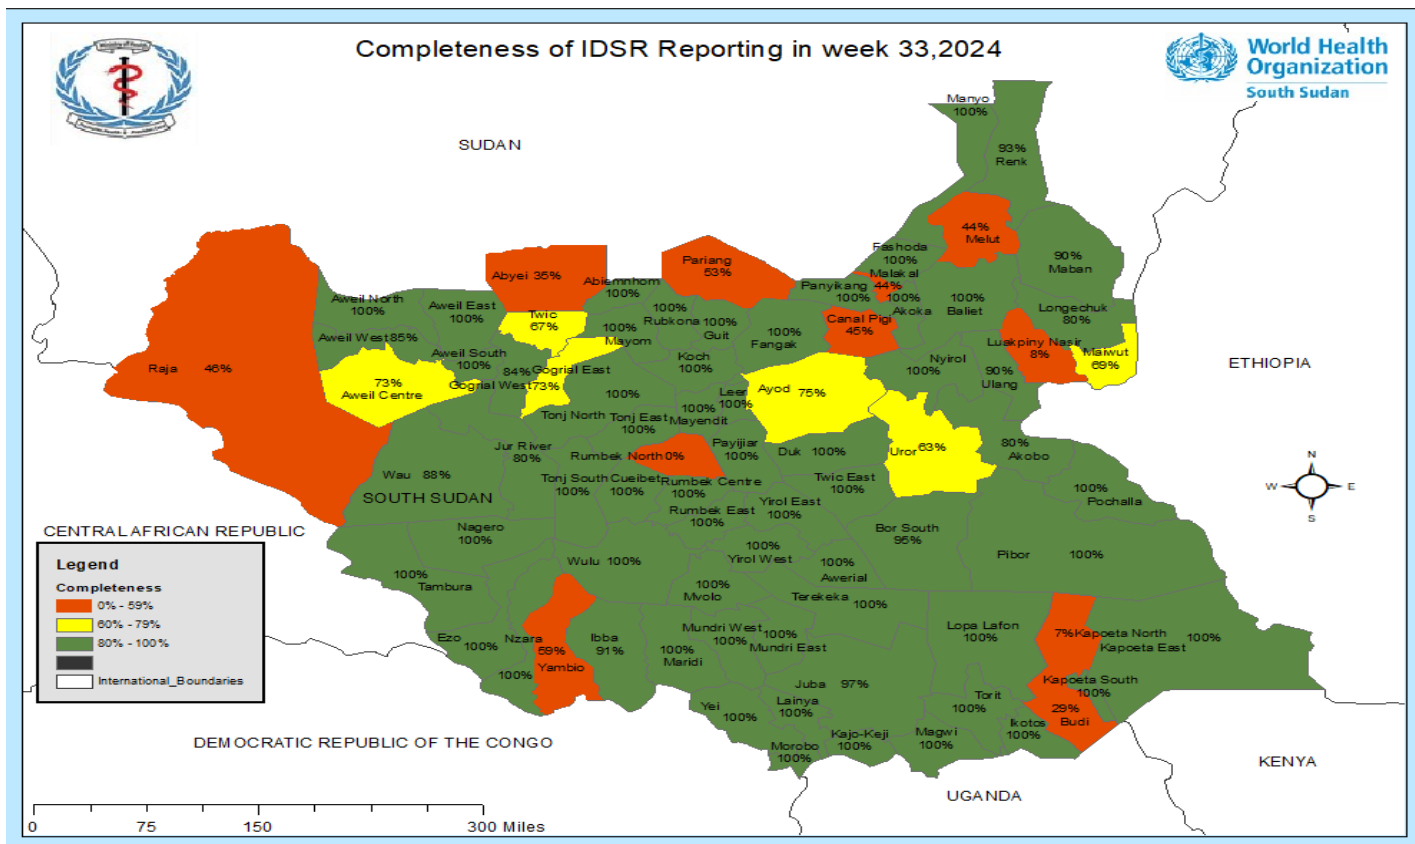 Completeness of IDSR Reporting in week 33,2024
World Health
Organization
South Sudan
SUDAN
Manyo
100%
93%
Renk
44%
Melut
90%
Maban
Fashoda
100%
Malakal
44%
Pariang
53%
Abyei 35%
Abiemnhom
100%
Panyikang
100%
100%
Akoka
100%
Baliet
Longechuk
80%
Aweil North
100%
Aweil East
100%
Twic
67%
100%
Rubkona
100%
Guit
100%
Mayom
100%
Fangak
Canal Pigi
45%
Luakpiny Nasir
8%
Maiwut
69%
Aweil West85%
Aweil South
100%
84%
Gogrial West
Gogrial East
73%
Koch
100%
Nyirol
100%
90%
Ulang
ETHIOPIA
Raja 46%
73%
Aweil Centre
100%
Tonj North
Leer
100%
100%
Mayendit
Ayod 75%
Tonj East
100%
Uror 63%
80%
Akobo
Jur River
80%
Rumbek North0%
Payijiar
100%
Duk 100%
Wau 88%
Tonj South
100%
Cueibet
100%
Rumbek Centre
100%
Twic East
100%
100%
Pochalla
SOUTH SUDAN
Yirol East
100%
Rumbek East
100%
N
W
E
S
CENTRAL AFRICAN REPUBLIC
Nagero
100%
Bor South
95%
Pibor 100%
Wulu 100%
100%
Yirol West
100%
Awerial
100%
Tambura
100%
Mvolo
Terekeka
100%
Legend
Completeness
0% - 59%
60% - 79%
80% - 100%
International_Boundaries
Ezo
100%
Nzara
100%
59%
Yambio
Ibba
91%
100%
Maridi
Mundri West
100%
100%
Mundri East
Lopa Lafon
100%
7%Kapoeta North
Kapoeta East
100%
Kapoeta South
100%
Juba 97%
Lainya
100%
Torit
100%
29%
Budi
Ikotos
100%
Yei
100%
Morobo
100%
Kajo-Keji
100%
Magwi
100%
DEMOCRATIC REPUBLIC OF THE CONGO
KENYA
UGANDA
0 75 150 300 Miles